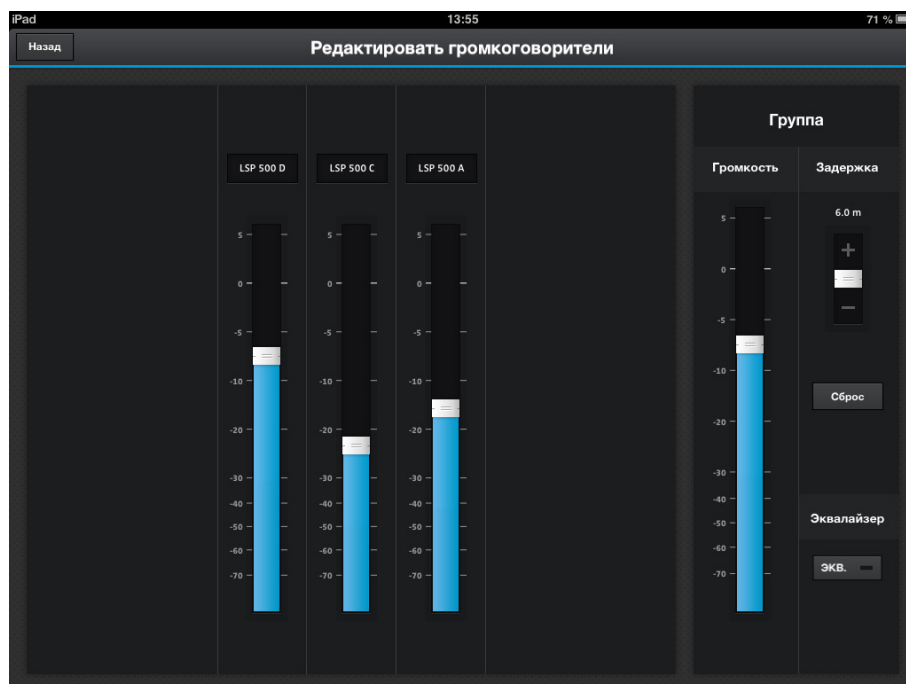 iPad 13:55 71 %
Назад Редактировать громкоговорители
Группа
LSP 500 D LSP 500 C LSP 500 A Громкость Задержка
6.0 m
5 5 5 5
+
0 0 0 0
−
-5 -5 -5 -5
-10 -10 -10 -10
Сброс
-20 -20 -20 -20
-30 -30 -30 -30
-40 -40 -40 -40
Эквалайзер
-50 -50 -50 -50
-60 -60 -60 -60
ЭКВ.
-70 -70 -70 -70